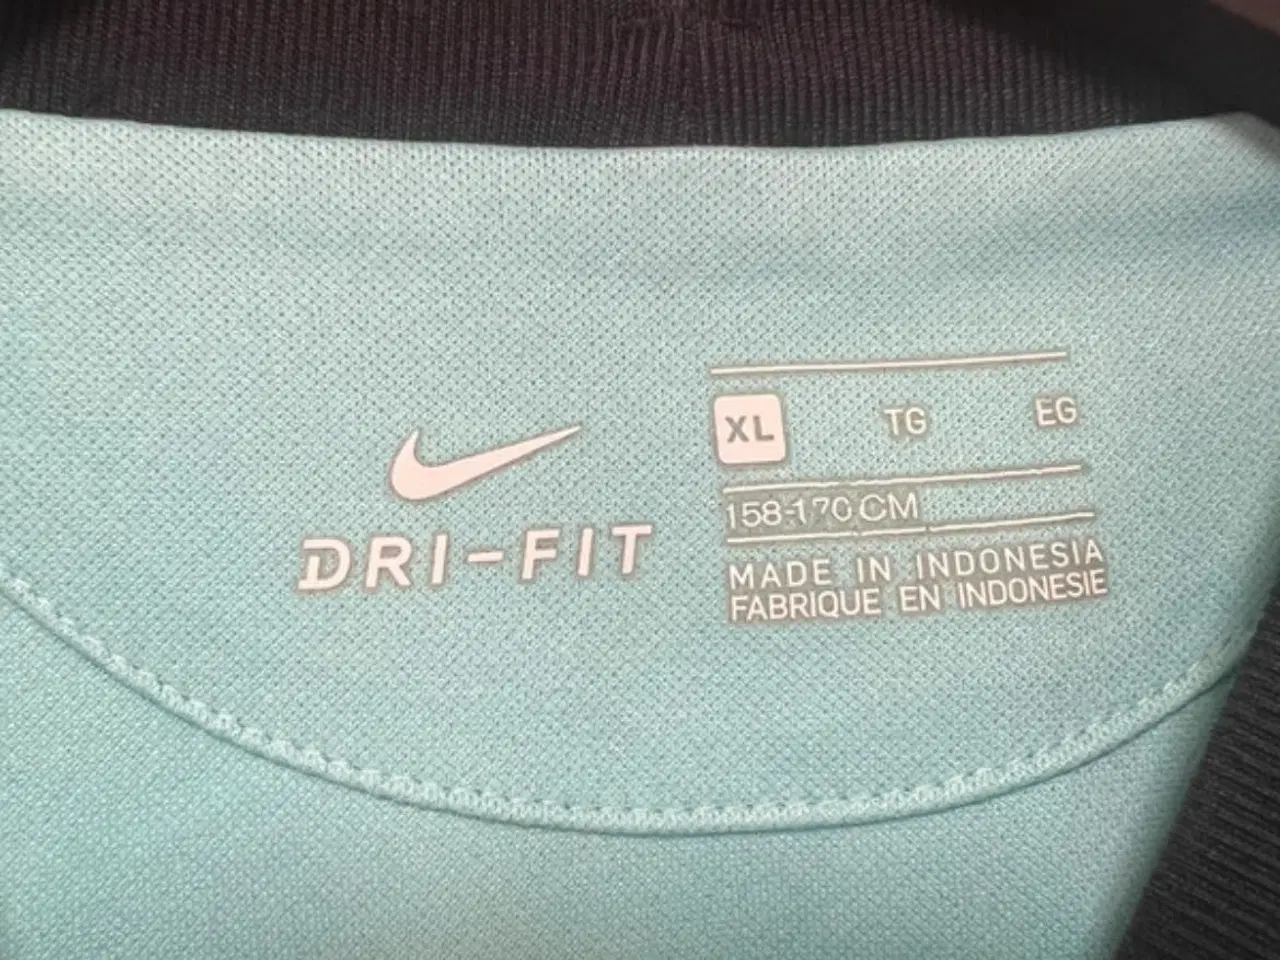 DRI-FIT
XL TG EG
158-170 CM
MADE IN INDONESIA
FABRIQUE EN INDONESIE